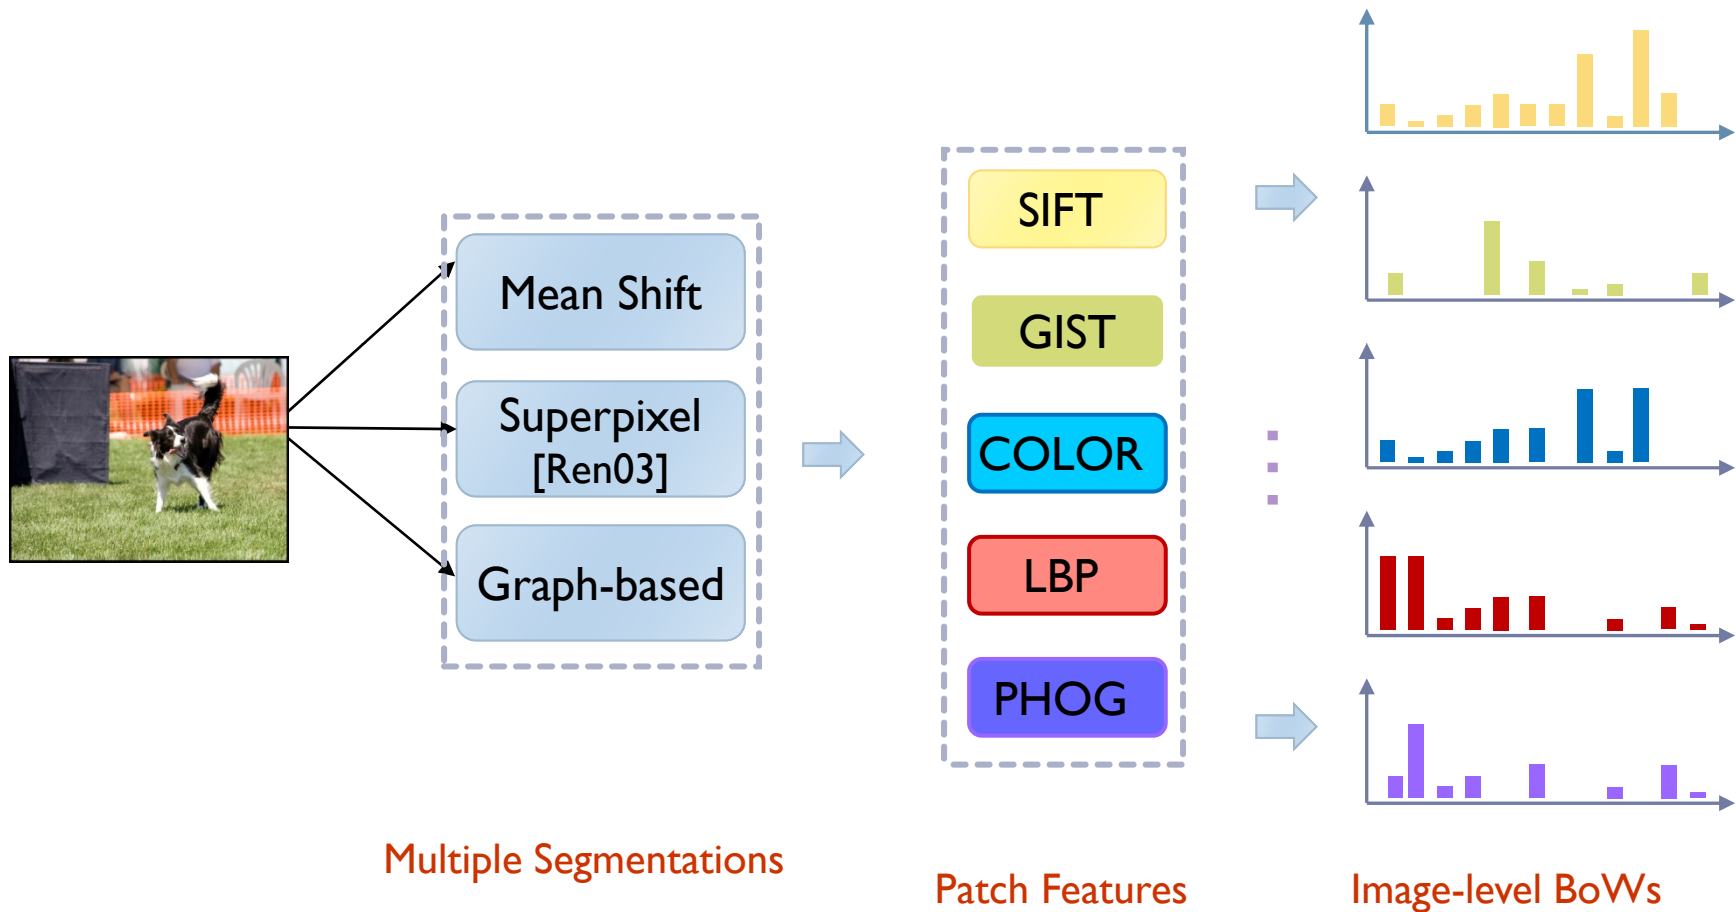 Mean Shift
Superpixel
[Ren03]
Graph-based
Multiple Segmentations
SIFT
GIST
COLOR
LBP
PHOG
Patch Features
Image-level BoWs